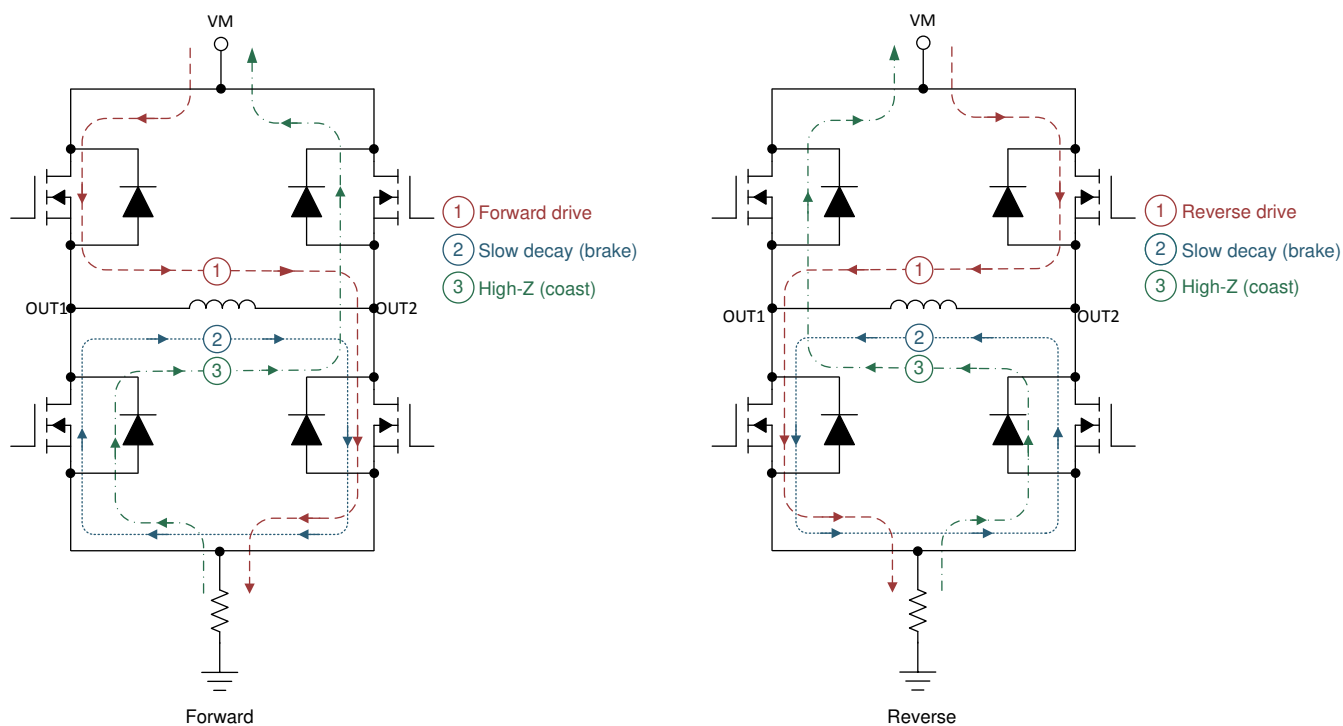 VM
1 Forward drive
2 Slow decay (brake)
3 High-Z (coast)
1
OUT1
OUT2
2
3
Forward
VM
1 Reverse drive
2 Slow decay (brake)
3 High-Z (coast)
1
OUT1
OUT2
2
3
Reverse